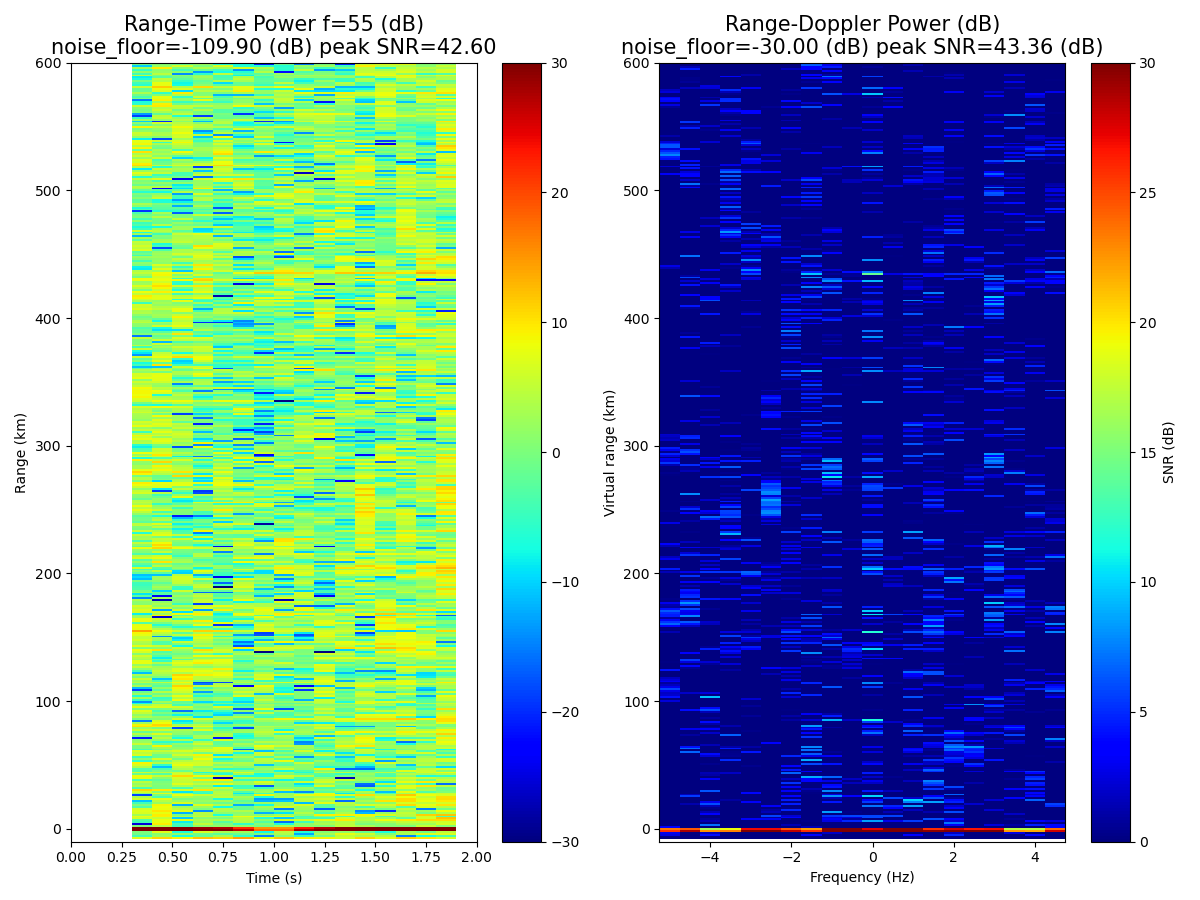 Range-Time Power f=55 (dB)
noise_floor=-109.90 (dB) peak SNR=42.60
600
500
400
300
200
100
0
0.00 0.25 0.50 0.75 1.00 1.25 1.50 1.75 2.00
Time (s)
Range (km)
30
20
10
0
−10
−20
−30
Range-Doppler Power (dB)
noise_floor=-30.00 (dB) peak SNR=43.36 (dB)
600
500
400
300
200
100
0
−4 −2 0 2 4
Frequency (Hz)
Virtual range (km)
30
25
20
15
10
5
0
SNR (dB)